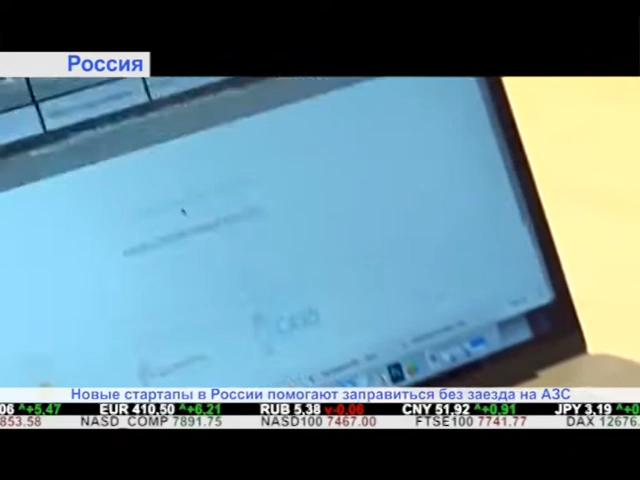 Россия
Новые стартапы в России помогают заправиться без заезда на АЗС
06 ^+5,47 EUR 410,50 ^+6,21 RUB 5,38 v-0,06 CNY 51,92 ^+0,91 JPY 3,19 ^+0
853.58 NASD_COMP 7891.75 NASD100 7467.00 FTSE100 7741.77 DAX 12676